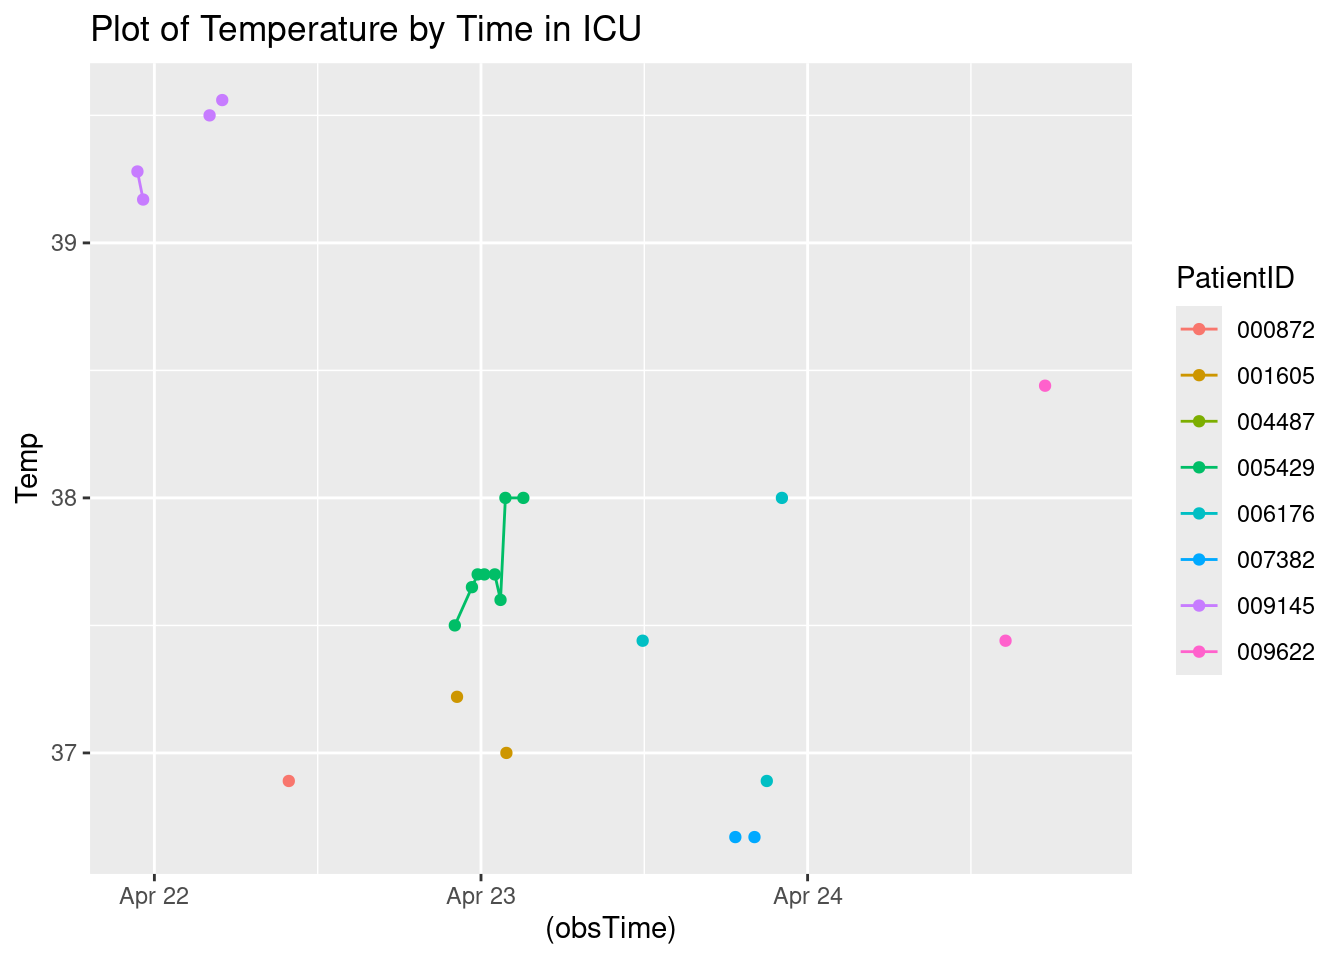 Plot of Temperature by Time in ICU
39
38
37
Temp
Apr 22
Apr 23
Apr 24
(obsTime)
PatientID
000872
001605
004487
005429
006176
007382
009145
009622